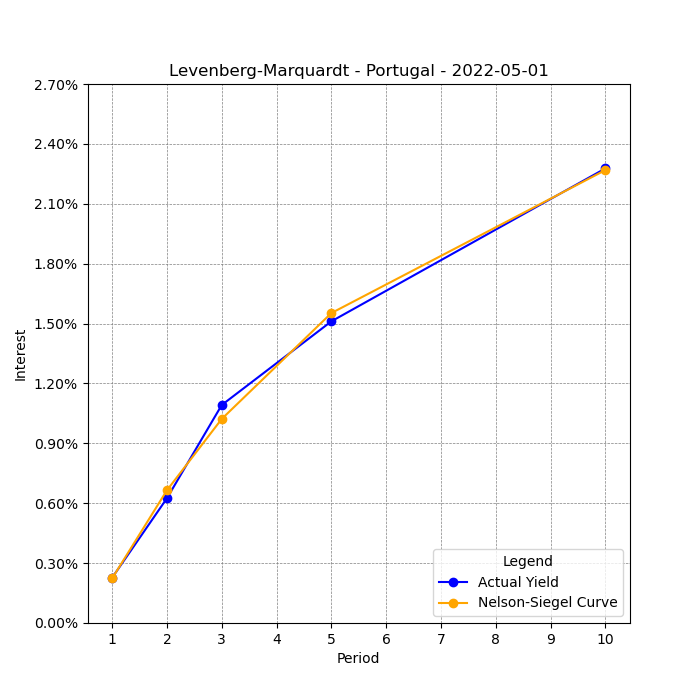 Levenberg-Marquardt - Portugal - 2022-05-01
2.70%
2.40%
2.10%
1.80%
1.50%
1.20%
0.90%
0.60%
0.30%
0.00%
Interest
1 2 3 4 5 6 7 8 9 10
Period
Legend
Actual Yield
Nelson-Siegel Curve